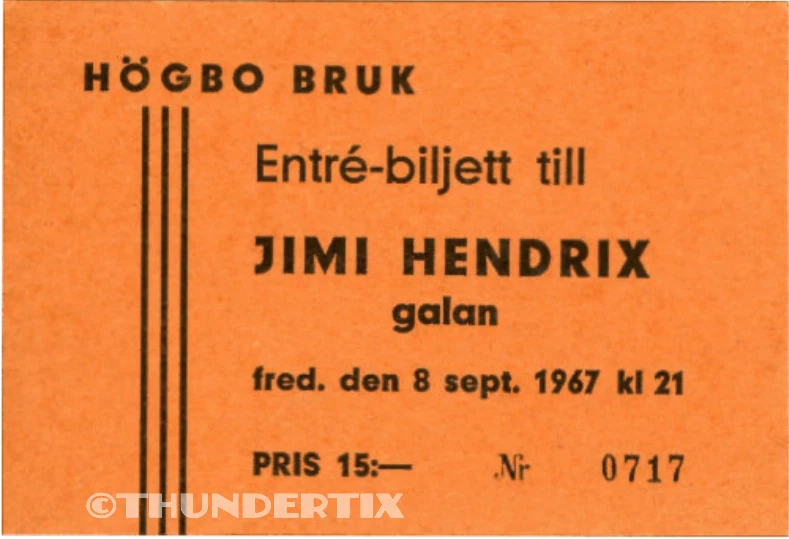 HÖGBO BRUK
Entré-biljett till
JIMI HENDRIX
galan
fred. den 8 sept. 1967 kl 21
PRIS 15:— Nr 0717
©THUNDERTIX